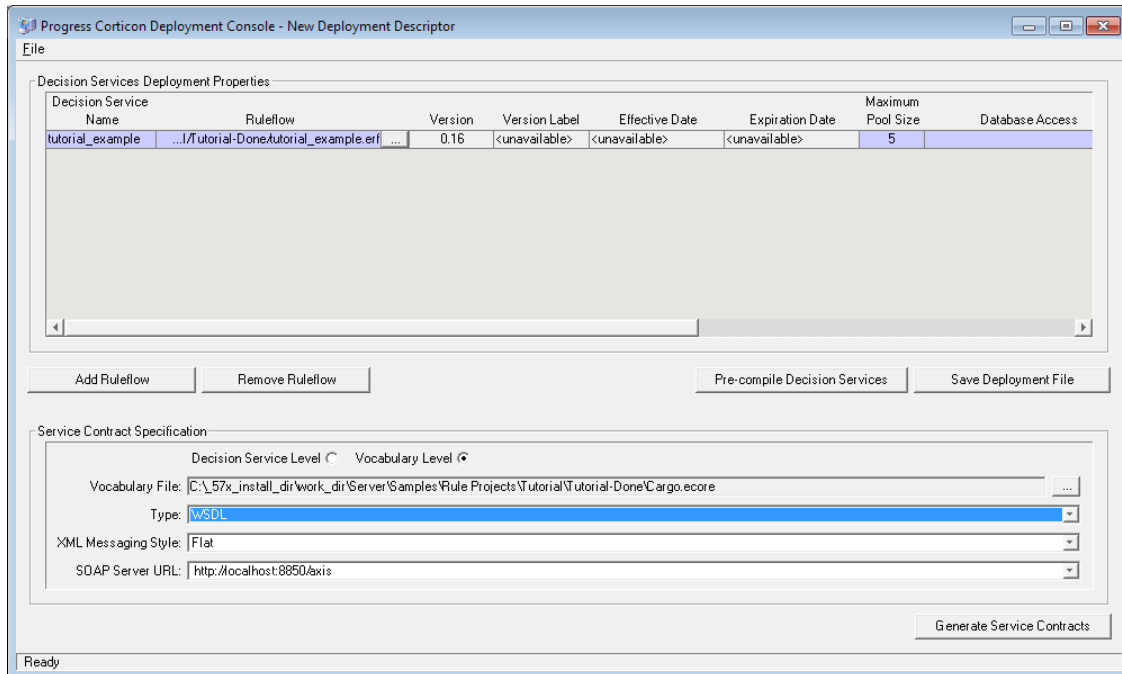 Progress Corticon Deployment Console - New Deployment Descriptor
File
Decision Services Deployment Properties
Decision Service Maximum
Name Ruleflow Version Version Label Effective Date Expiration Date Pool Size Database Access
tutorial_example ...l/Tutorial-Done/tutorial_example.erf ... 0.16 <unavailable> <unavailable> <unavailable> 5
Add Ruleflow Remove Ruleflow Pre-compile Decision Services Save Deployment File
Service Contract Specification
Decision Service Level Vocabulary Level
Vocabulary File: C:\_57x_install_dir\work_dir\Server\Samples\Rule Projects\Tutorial\Tutorial-Done\Cargo.ecore ...
Type: WSDL
XML Messaging Style: Flat
SOAP Server URL: http://localhost:8850/axis
Generate Service Contracts
Ready